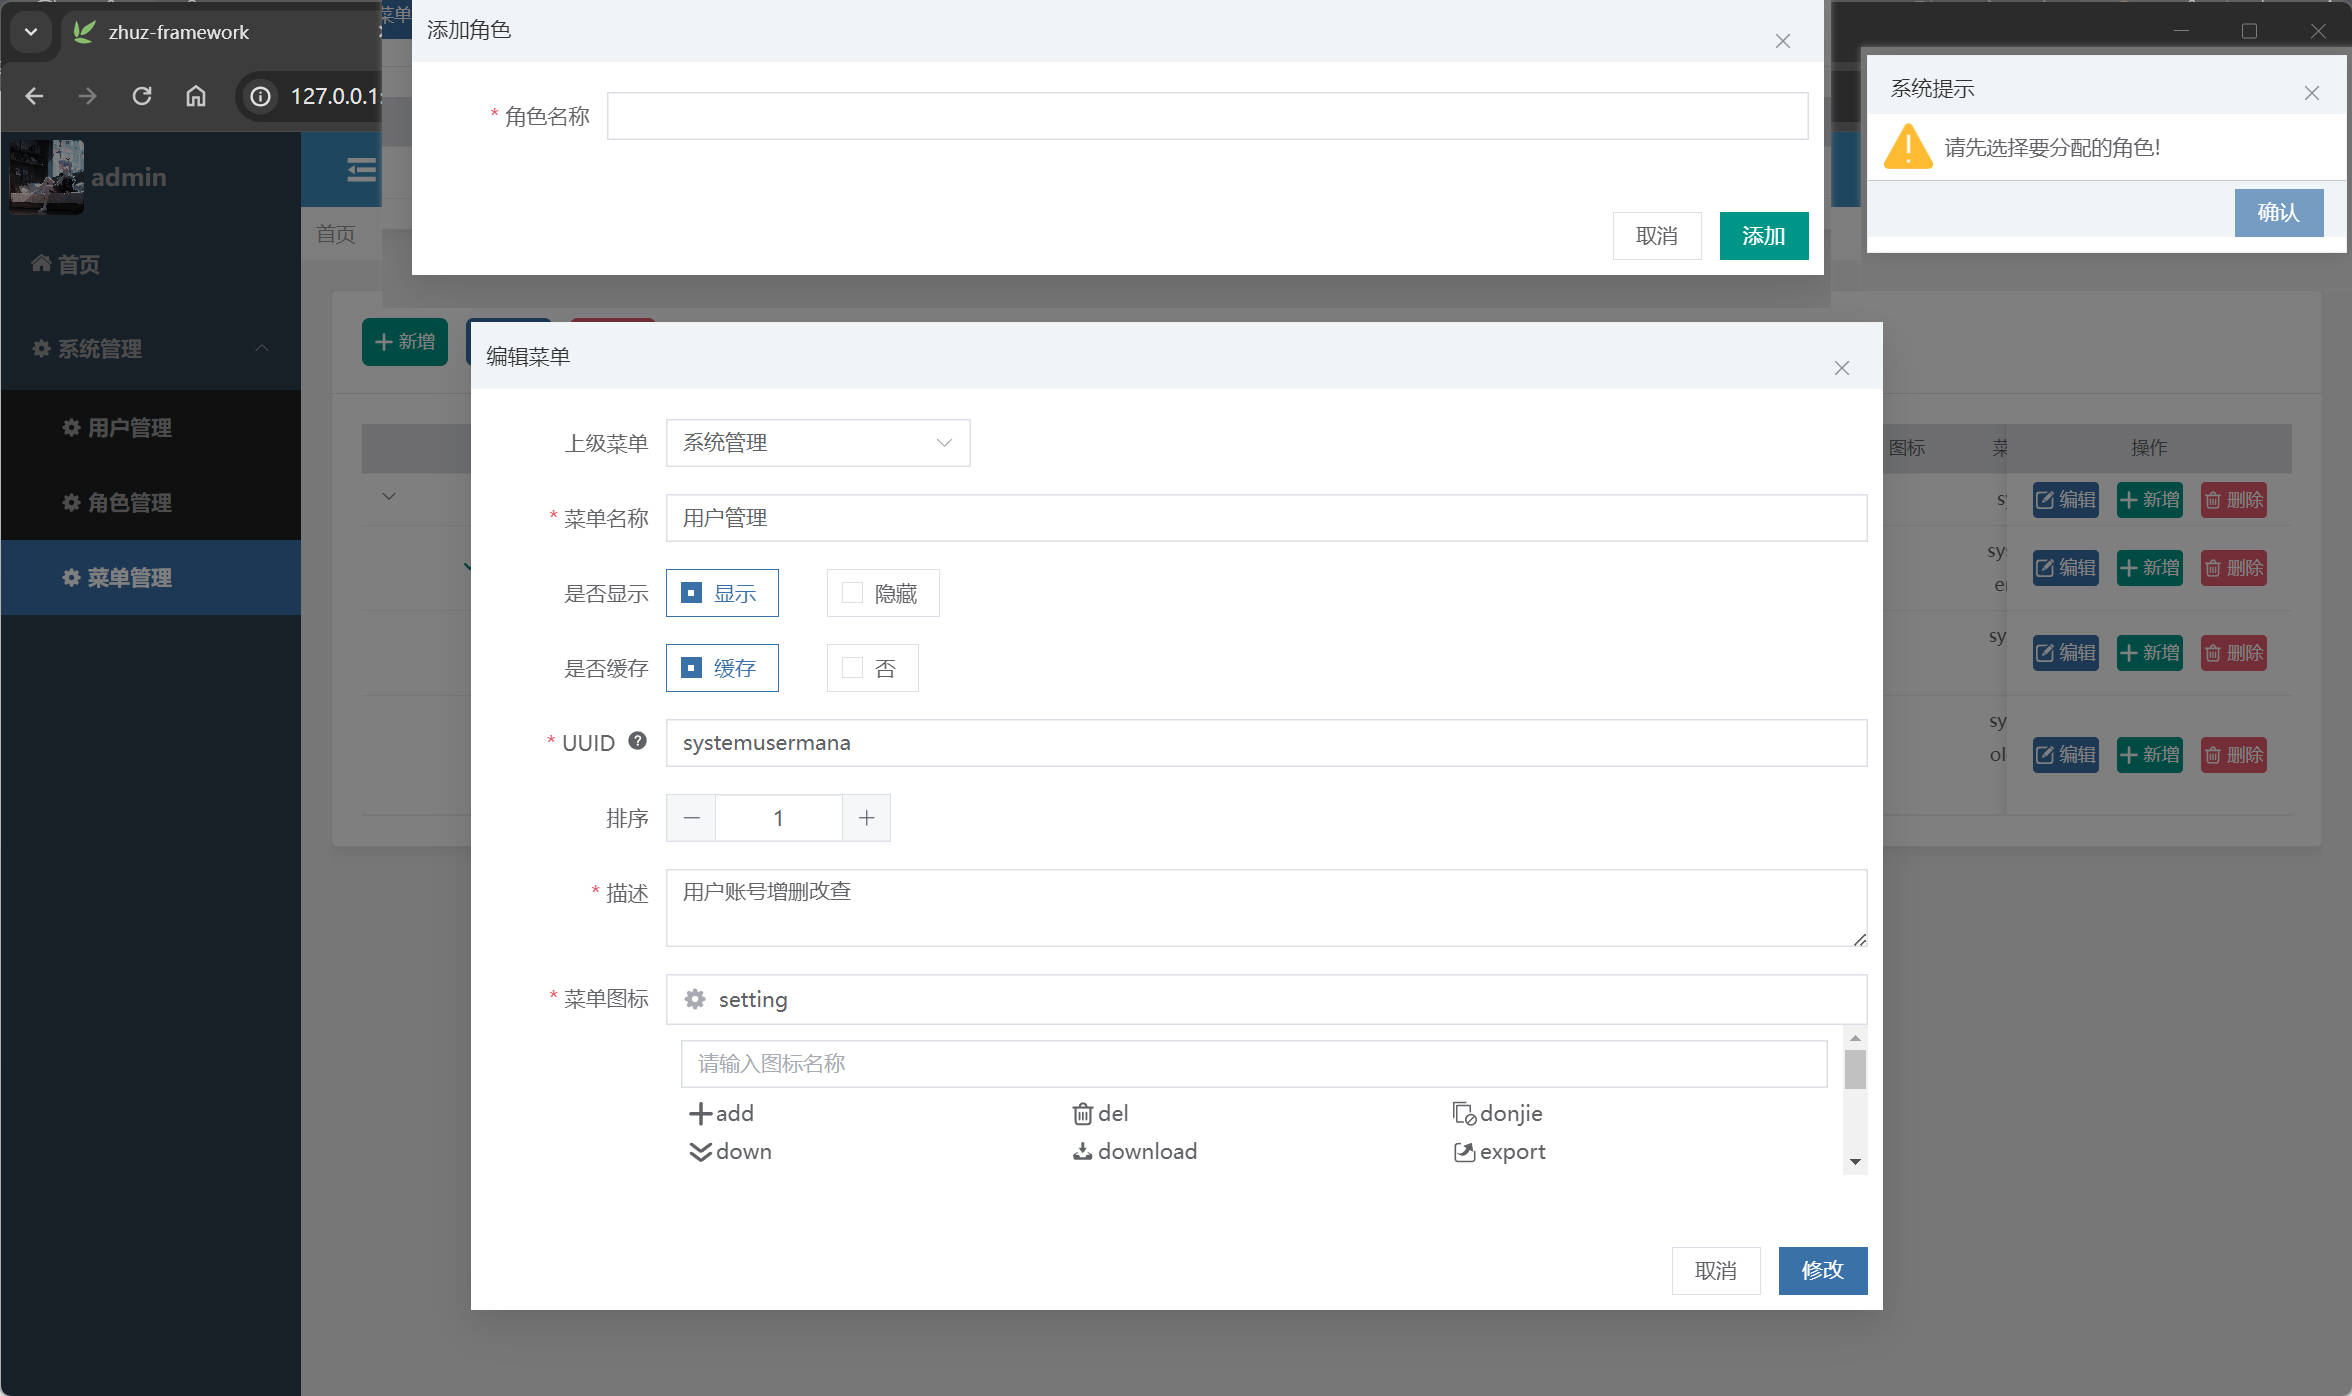 菜单
zhuz-framework
127.0.0.1:
admin
首页
系统管理
用户管理
角色管理
菜单管理
首页
添加角色
* 角色名称
取消
添加
系统提示
请先选择要分配的角色!
确认
新增
编辑菜单
上级菜单
系统管理
* 菜单名称
用户管理
是否显示
显示
隐藏
是否缓存
缓存
否
* UUID
systemusermana
排序
1
* 描述
用户账号增删改查
* 菜单图标
setting
请输入图标名称
add
del
donjie
down
download
export
取消
修改
图标
菜
操作
编辑
新增
删除
sy
编辑
新增
删除
sy
编辑
新增
删除
sy
ol
编辑
新增
删除